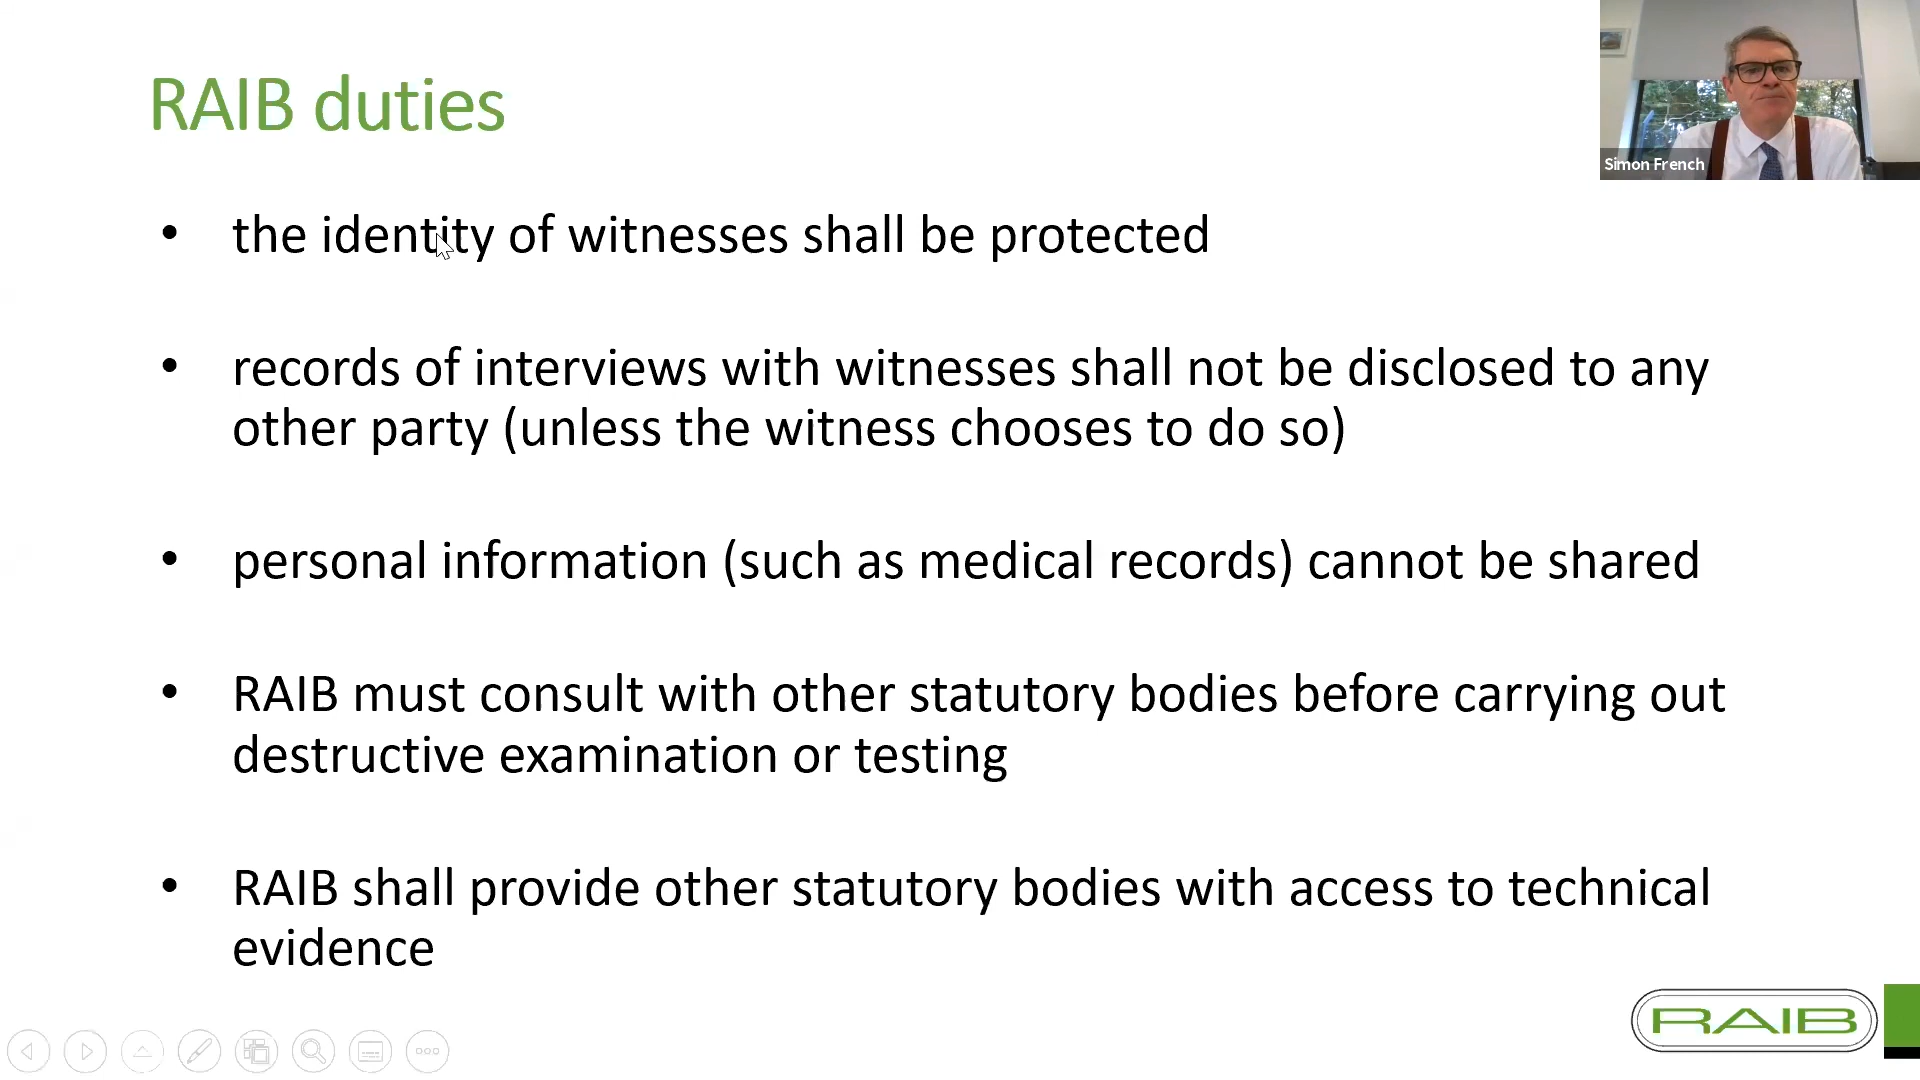 RAIB duties
Simon French
• the identity of witnesses shall be protected
• records of interviews with witnesses shall not be disclosed to any
other party (unless the witness chooses to do so)
• personal information (such as medical records) cannot be shared
• RAIB must consult with other statutory bodies before carrying out
destructive examination or testing
• RAIB shall provide other statutory bodies with access to technical
evidence
RAIB